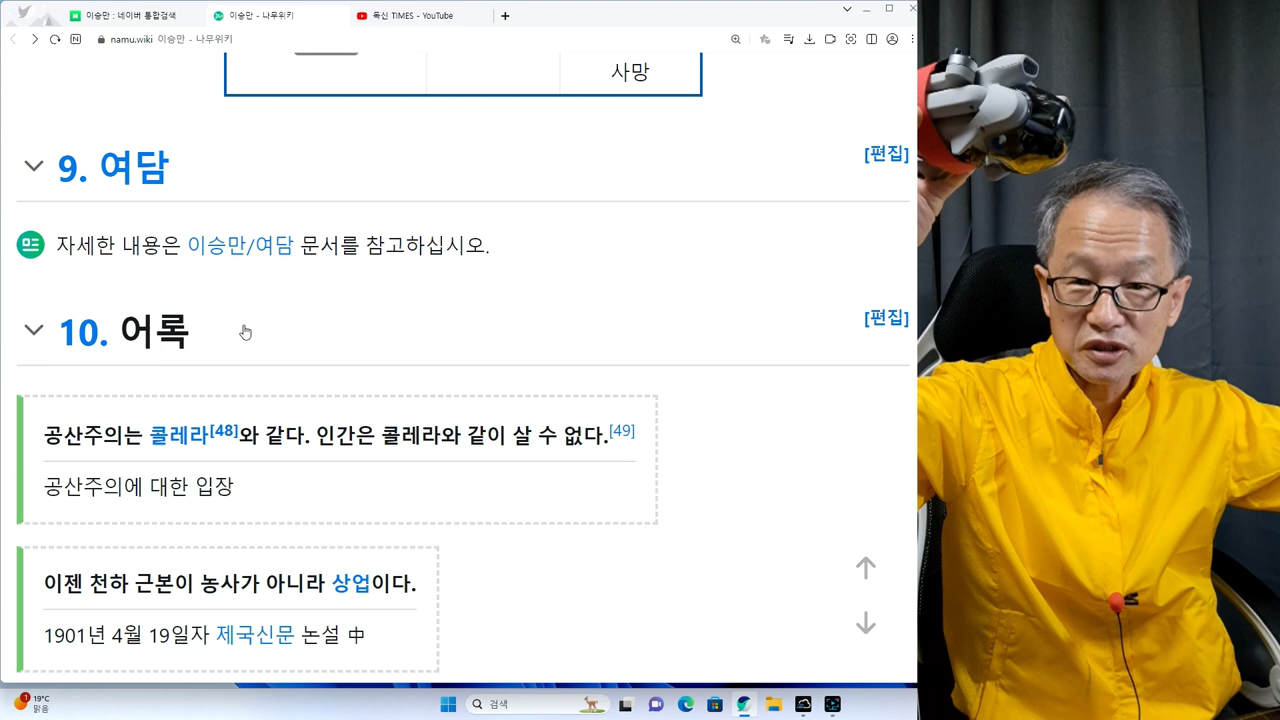 이승만 : 네이버 통합검색
이승만 - 나무위키
독신 TIMES - YouTube
namu.wiki 이승만 - 나무위키
사망
9. 여담
[편집]
자세한 내용은 이승만/여담 문서를 참고하십시오.
10. 어록
[편집]
공산주의는 콜레라[48]와 같다. 인간은 콜레라와 같이 살 수 없다.[49]
공산주의에 대한 입장
이젠 천하 근본이 농사가 아니라 상업이다.
1901년 4월 19일자 제국신문 논설 中
1
19°C
맑음
검색